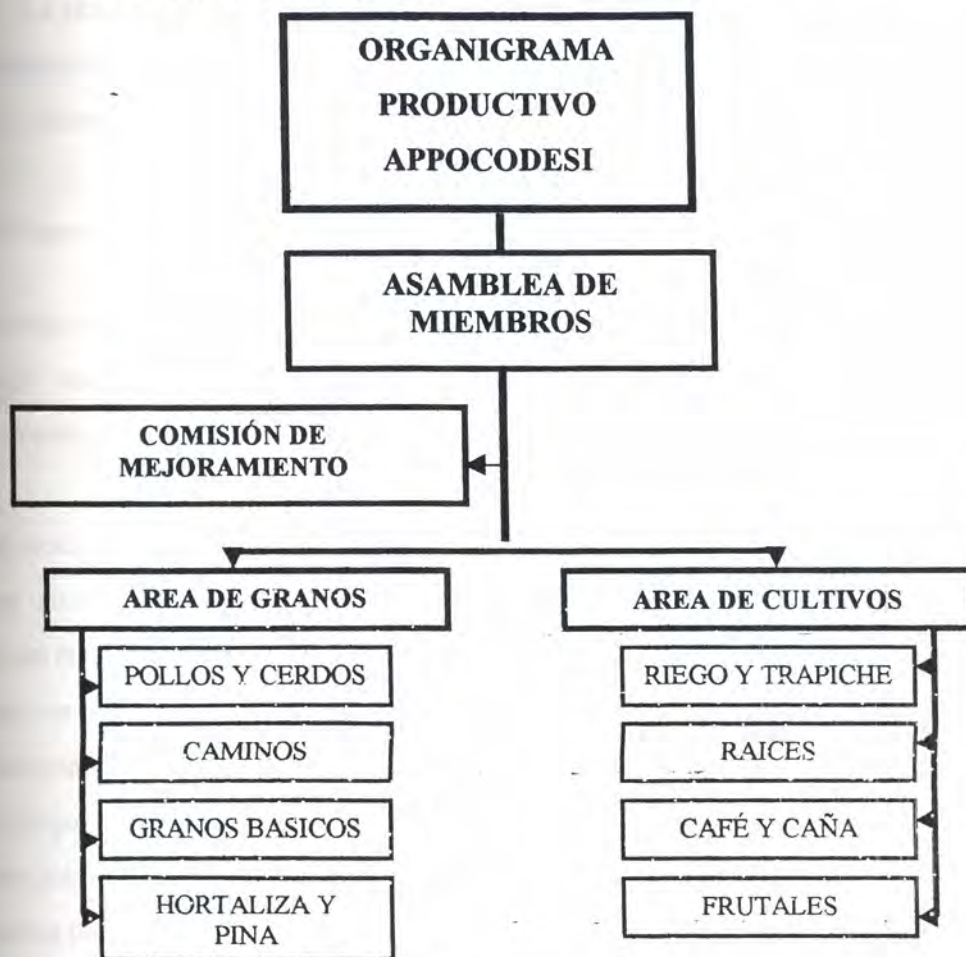 ORGANIGRAMA
PRODUCTIVO
APPOCODESI
ASAMBLEA DE
MIEMBROS
COMISIÓN DE
MEJORAMIENTO
AREA DE GRANOS
POLLOS Y CERDOS
CAMINOS
GRANOS BASICOS
HORTALIZA Y
PINA
AREA DE CULTIVOS
RIEGO Y TRAPICHE
RAICES
CAFÉ Y CAÑA
FRUTALES